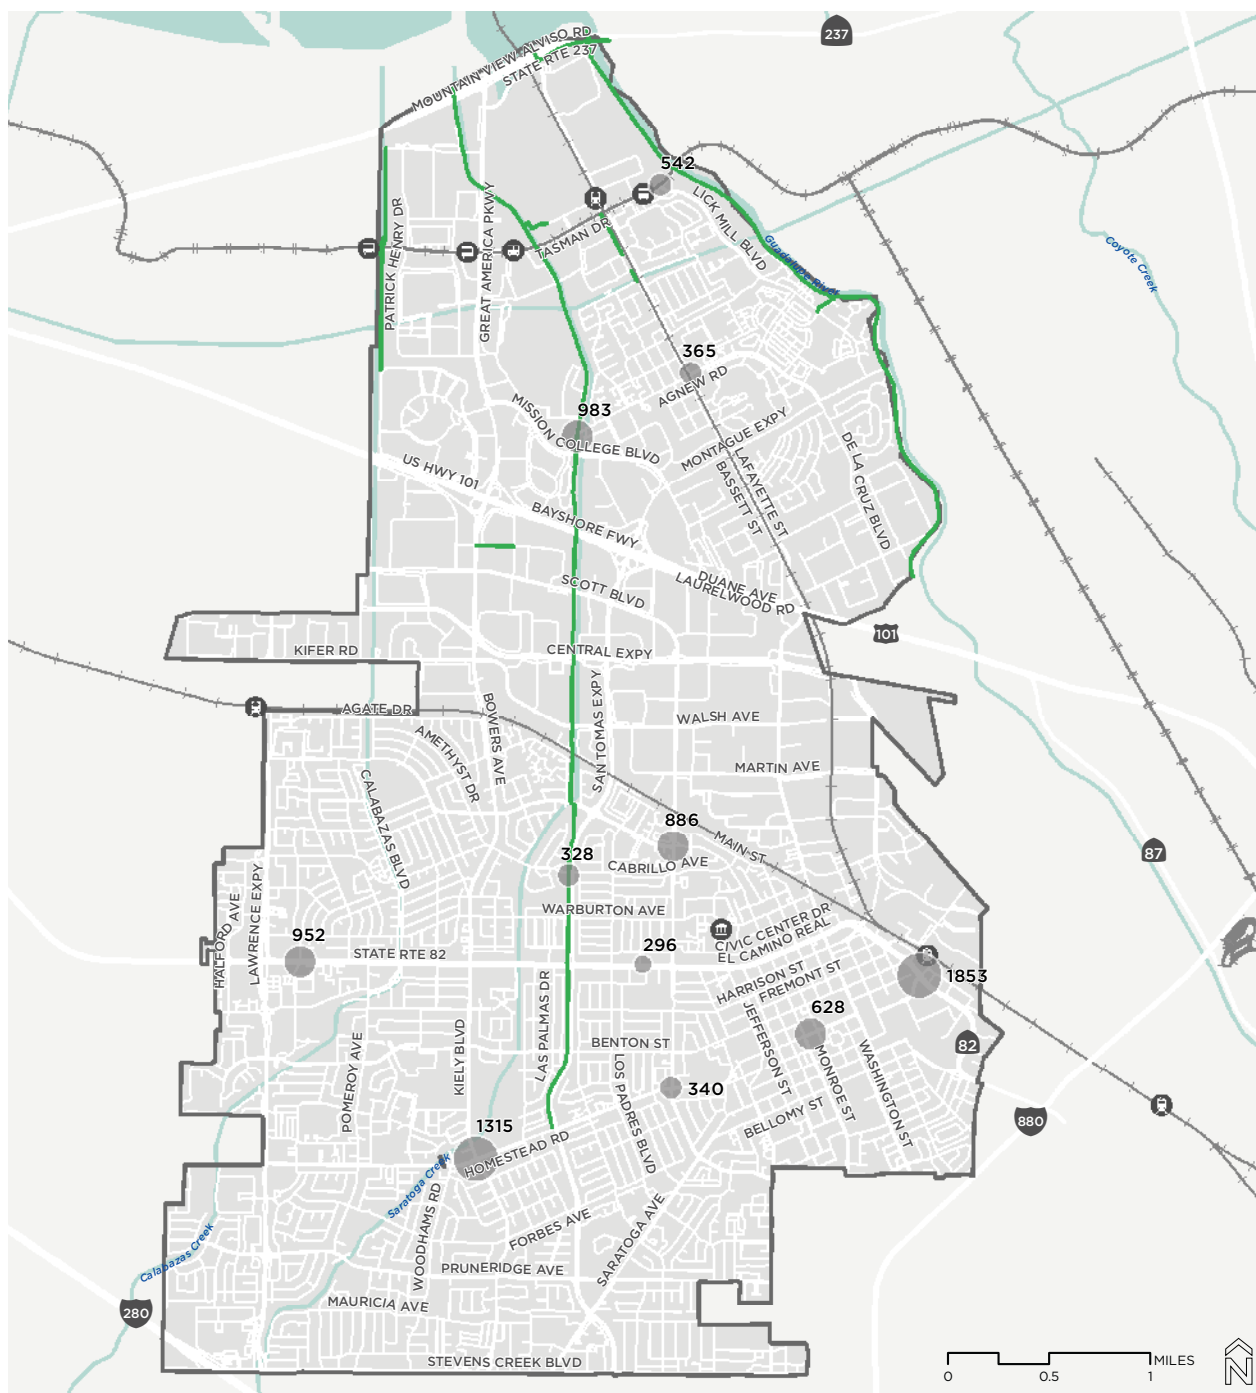 237
MOUNTAIN VIEW ALVISO RD
STATE RTE 237
542
LICK MILL BLVD
PATRICK HENRY DR
GREAT AMERICA PKWY
TASMAN DR
Guadalupe River
Coyote Creek
365
AGNEW RD
983
MISSION COLLEGE BLVD
MONTAGUE EXPY
US HWY 101
LAFAYETTE ST
BASSETT ST
DE LA CRUZ BLVD
BAYSHORE FWY
SCOTT BLVD
DUANE AVE
LAURELWOOD RD
101
KIFER RD
CENTRAL EXPY
AGATE DR
BOWERS AVE
SAN TOMAS EXPY
WALSH AVE
AMETHYST DR
MARTIN AVE
CALABAZAS BLVD
886
MAIN ST
328
CABRILLO AVE
87
HALFORD AVE
LAWRENCE EXPY
WARBURTON AVE
CIVIC CENTER DR
EL CAMINO REAL
952
STATE RTE 82
296
1853
HARRISON ST
FREMONT ST
LAS PALMAS DR
628
JEFFERSON ST
MONROE ST
WASHINGTON ST
82
POMEROY AVE
KIELY BLVD
BENTON ST
LOS PADRES BLVD
340
BELLOMY ST
880
1315
HOMESTEAD RD
Saratoga Creek
WOODHAMS RD
FORBES AVE
SARATOGA AVE
Calabazas Creek
PRUNERIDGE AVE
280
MAURICIA AVE
STEVENS CREEK BLVD
MILES
0 0.5 1
N